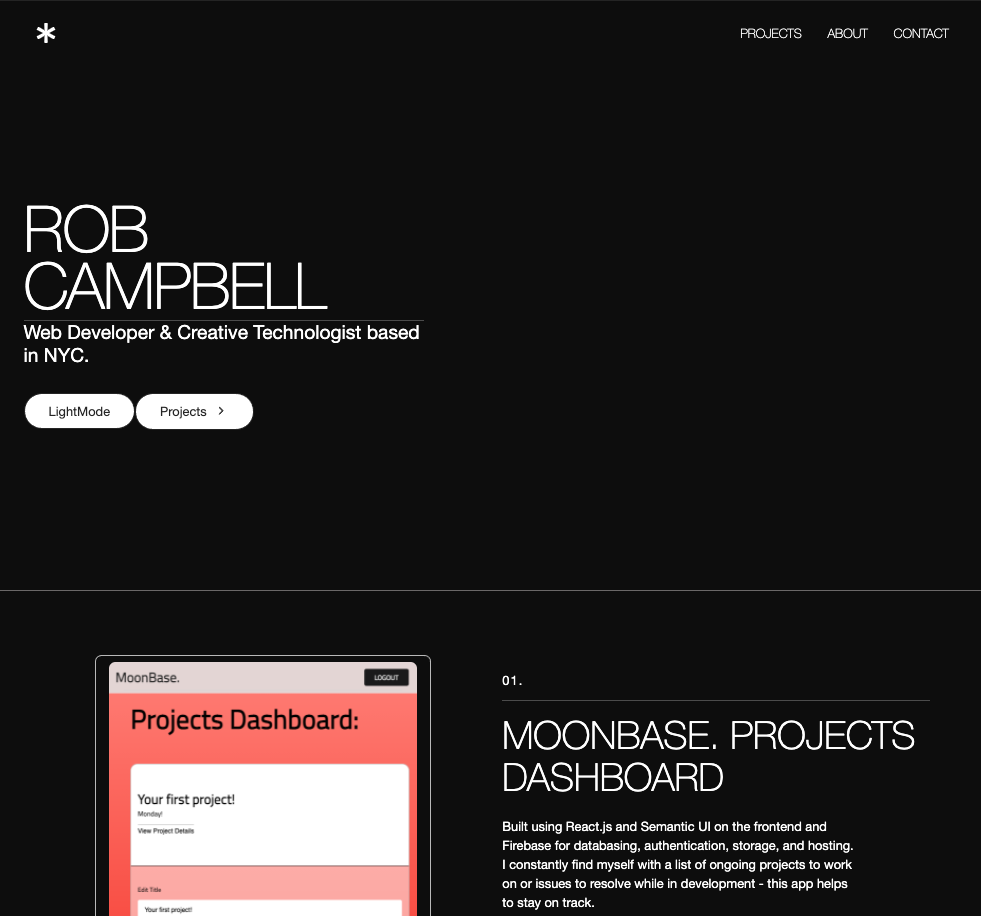 PROJECTS ABOUT CONTACT
ROB
CAMPBELL
Web Developer & Creative Technologist based
in NYC.
LightMode Projects
MoonBase. LOGOUT
Projects Dashboard:
Your first project!
Monday!
View Project Details
Edit Title
Your first project!
01.
MOONBASE. PROJECTS
DASHBOARD
Built using React.js and Semantic UI on the frontend and
Firebase for databasing, authentication, storage, and hosting.
I constantly find myself with a list of ongoing projects to work
on or issues to resolve while in development - this app helps
to stay on track.